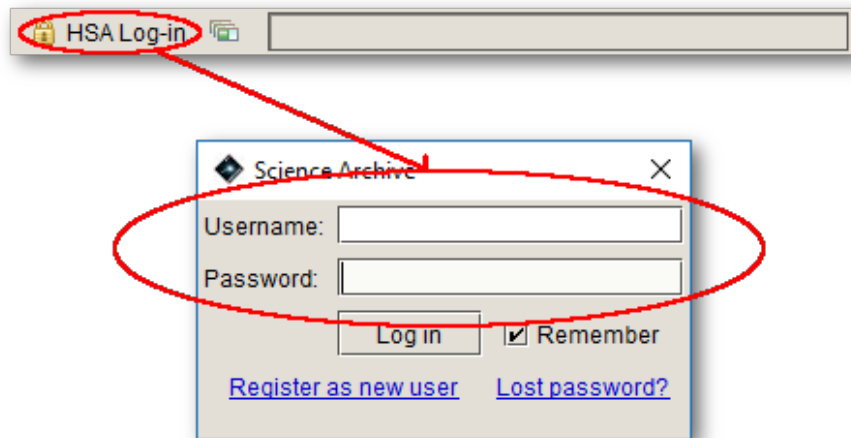 HSA Log-in
Science Archive
Username:
Password:
Log in
Remember
Register as new user Lost password?